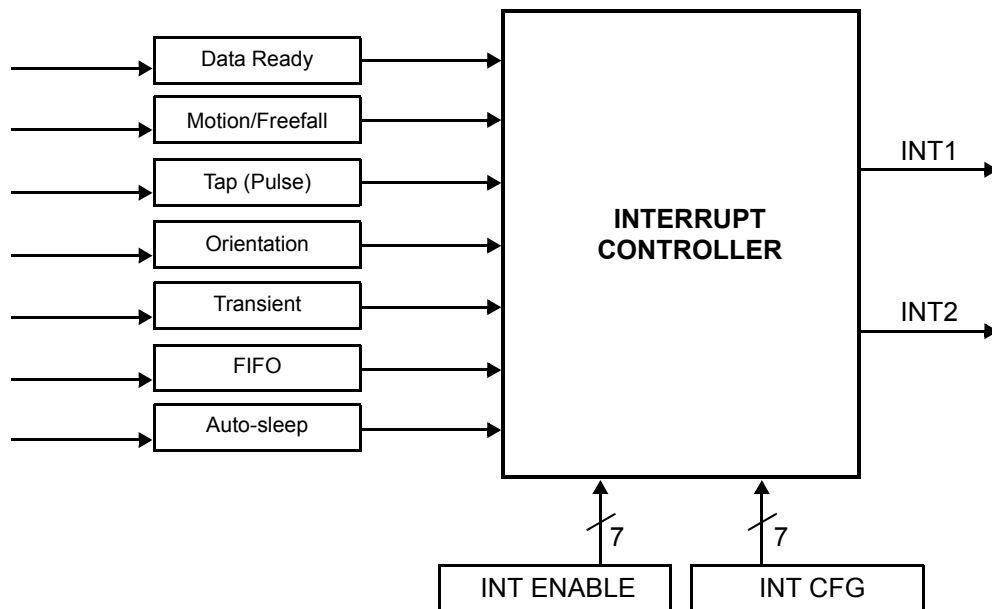 Data Ready
Motion/Freefall
Tap (Pulse)
Orientation
Transient
FIFO
Auto-sleep
INTERRUPT
CONTROLLER
INT1
INT2
7
7
INT ENABLE
INT CFG